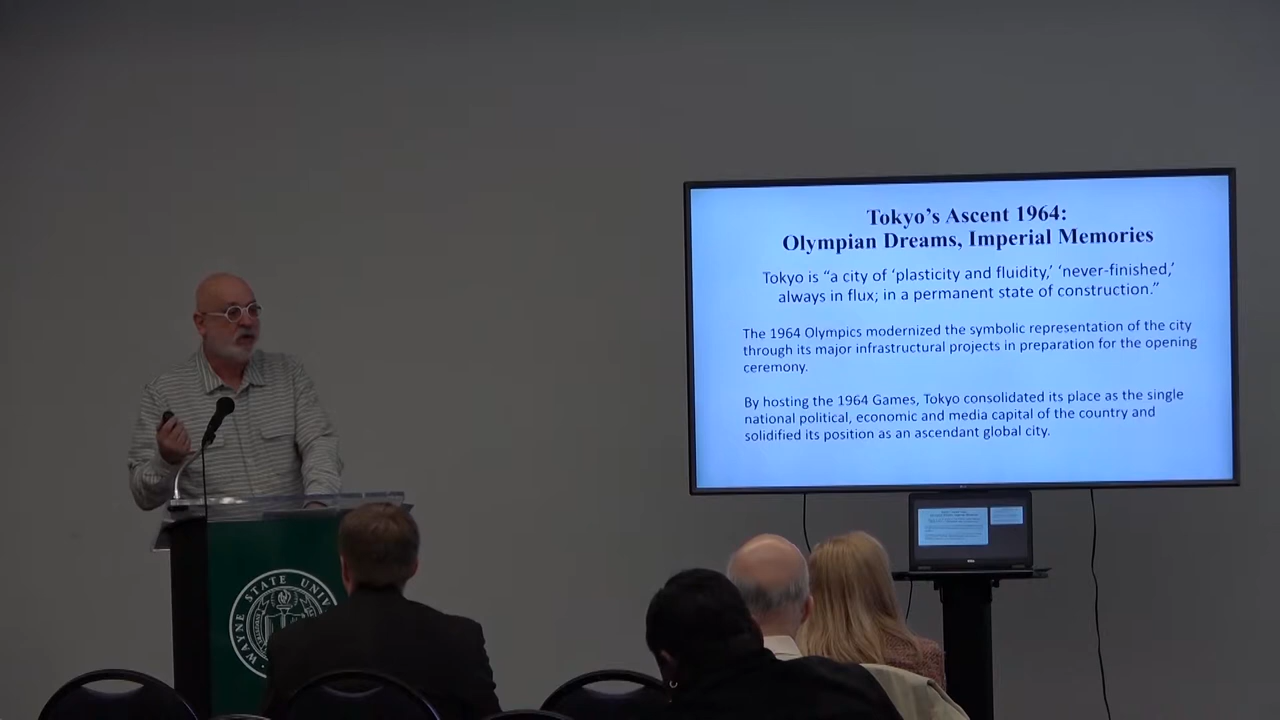 Tokyo's Ascent 1964:
Olympian Dreams, Imperial Memories
Tokyo is “a city of ‘plasticity and fluidity,’ ‘never-finished,’
always in flux; in a permanent state of construction.”
The 1964 Olympics modernized the symbolic representation of the city
through its major infrastructural projects in preparation for the opening
ceremony.
By hosting the 1964 Games, Tokyo consolidated its place as the single
national political, economic and media capital of the country and
solidified its position as an ascendant global city.
WAYNE STATE UNIV